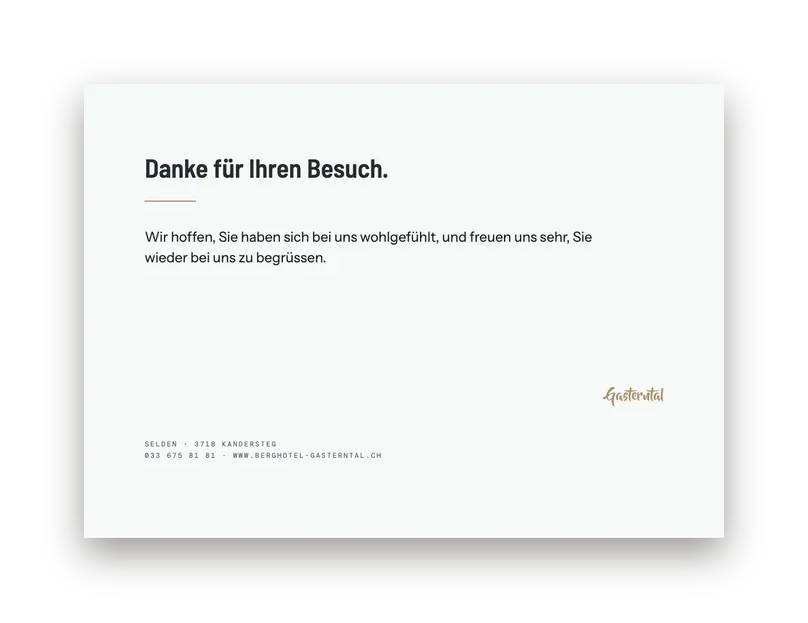 Danke für Ihren Besuch.
Wir hoffen, Sie haben sich bei uns wohlgefühlt, und freuen uns sehr, Sie
wieder bei uns zu begrüssen.
Gasterntal
SELDEN · 3718 KANDERSTEG
033 675 81 81 · WWW.BERGHOTEL-GASTERNTAL.CH